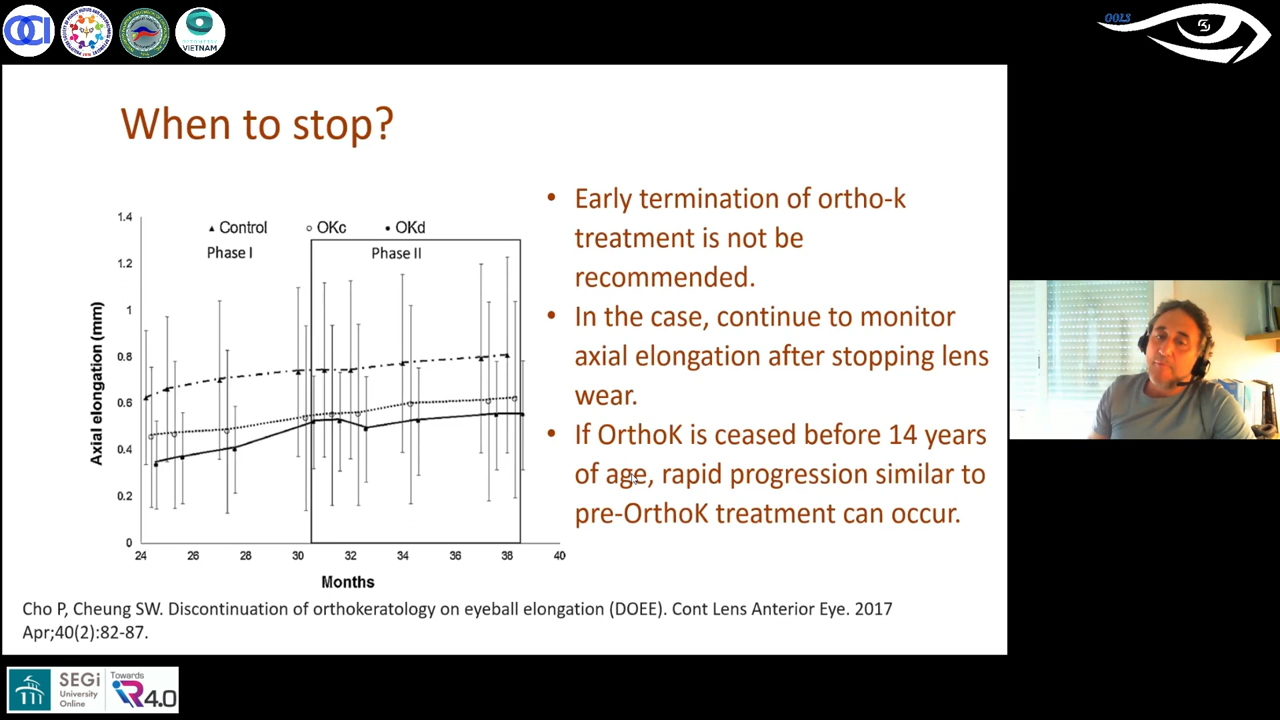 OCI
VIETNAM
OOLS
When to stop?
1.4
1.2
1
0.8
0.6
0.4
0.2
0
Axial elongation (mm)
Control
OKc
OKd
Phase I
Phase II
24
26
28
30
32
34
36
38
40
Months
• Early termination of ortho-k
treatment is not be
recommended.
• In the case, continue to monitor
axial elongation after stopping lens
wear.
• If OrthoK is ceased before 14 years
of age, rapid progression similar to
pre-OrthoK treatment can occur.
Cho P, Cheung SW. Discontinuation of orthokeratology on eyeball elongation (DOEE). Cont Lens Anterior Eye. 2017
Apr;40(2):82-87.
SEGi
University
Online
Towards
R4.0